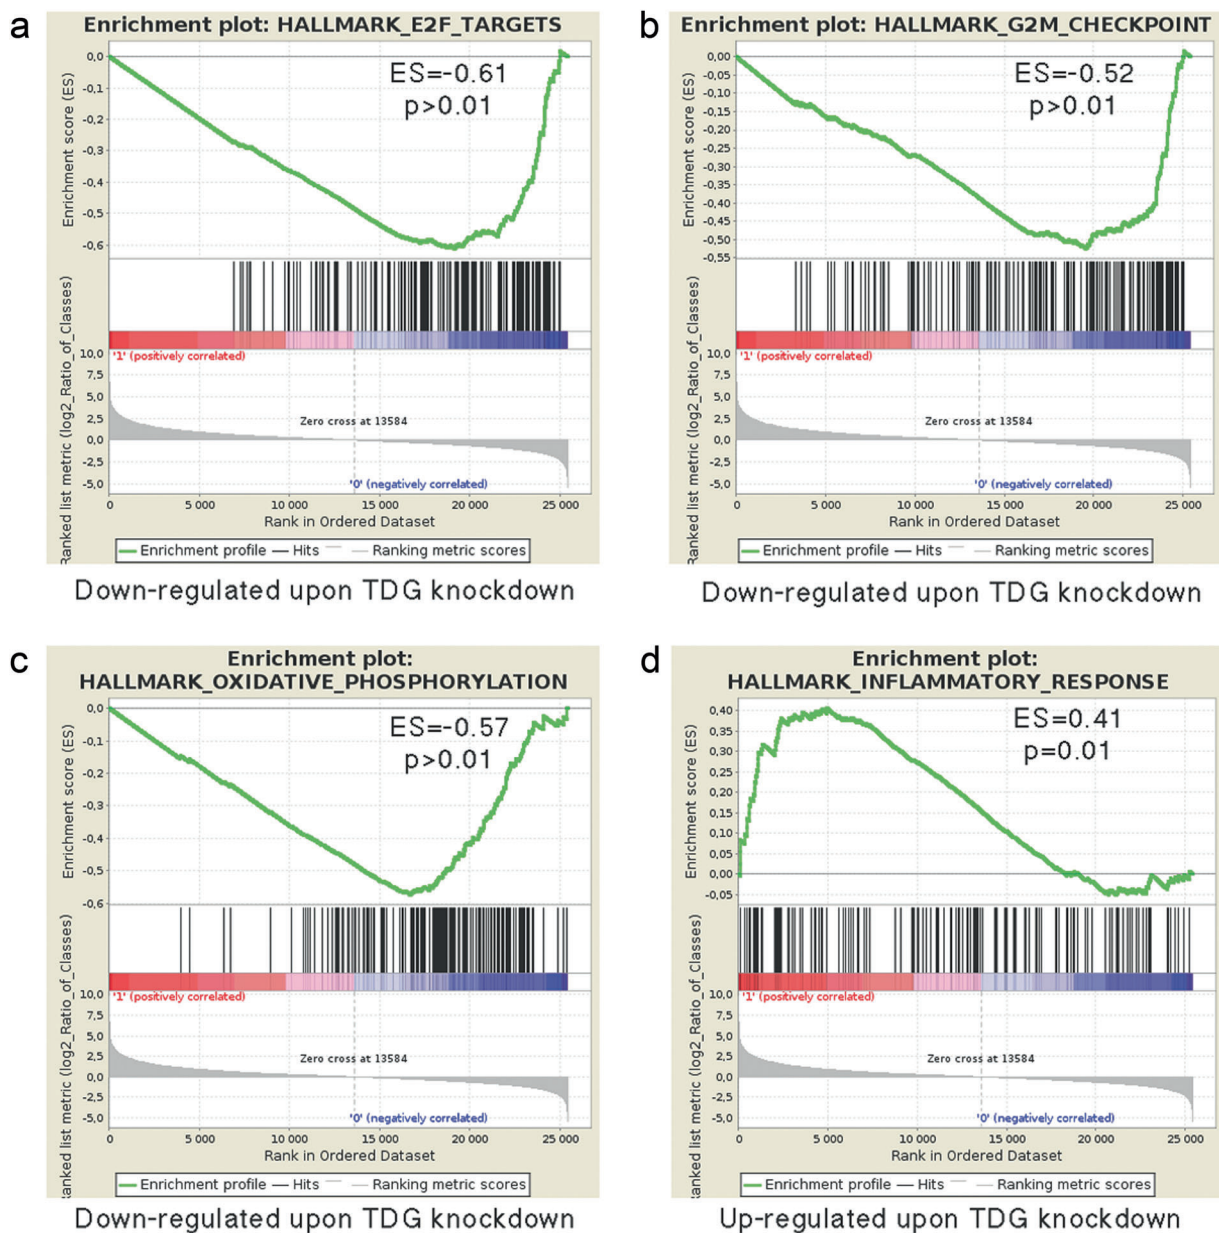 a
Enrichment plot: HALLMARK_E2F_TARGETS
ES=-0.61
p>0.01
Enrichment score (ES)
0,0
-0,1
-0,2
-0,3
-0,4
-0,5
-0,6
Ranked list metric (log2_Ratio_of_Classes)
'1' (positively correlated)
10,0
7,5
5,0
2,5
0,0
-2,5
-5,0
Zero cross at 13584
'0' (negatively correlated)
0 5 000 10 000 15 000 20 000 25 000
Rank in Ordered Dataset
Enrichment profile Hits Ranking metric scores
Down-regulated upon TDG knockdown
b
Enrichment plot: HALLMARK_G2M_CHECKPOINT
ES=-0.52
p>0.01
Enrichment score (ES)
0,00
-0,05
-0,10
-0,15
-0,20
-0,25
-0,30
-0,35
-0,40
-0,45
-0,50
-0,55
Ranked list metric (log2_Ratio_of_Classes)
'1' (positively correlated)
10,0
7,5
5,0
2,5
0,0
-2,5
-5,0
Zero cross at 13584
'0' (negatively correlated)
0 5 000 10 000 15 000 20 000 25 000
Rank in Ordered Dataset
Enrichment profile Hits Ranking metric scores
Down-regulated upon TDG knockdown
c
Enrichment plot:
HALLMARK_OXIDATIVE_PHOSPHORYLATION
ES=-0.57
p>0.01
Enrichment score (ES)
0,0
-0,1
-0,2
-0,3
-0,4
-0,5
-0,6
Ranked list metric (log2_Ratio_of_Classes)
'1' (positively correlated)
10,0
7,5
5,0
2,5
0,0
-2,5
-5,0
Zero cross at 13584
'0' (negatively correlated)
0 5 000 10 000 15 000 20 000 25 000
Rank in Ordered Dataset
Enrichment profile Hits Ranking metric scores
Down-regulated upon TDG knockdown
d
Enrichment plot:
HALLMARK_INFLAMMATORY_RESPONSE
ES=0.41
p=0.01
Enrichment score (ES)
0,40
0,35
0,30
0,25
0,20
0,15
0,10
0,05
0,00
-0,05
Ranked list metric (log2_Ratio_of_Classes)
'1' (positively correlated)
10,0
7,5
5,0
2,5
0,0
-2,5
-5,0
Zero cross at 13584
'0' (negatively correlated)
0 5 000 10 000 15 000 20 000 25 000
Rank in Ordered Dataset
Enrichment profile Hits Ranking metric scores
Up-regulated upon TDG knockdown